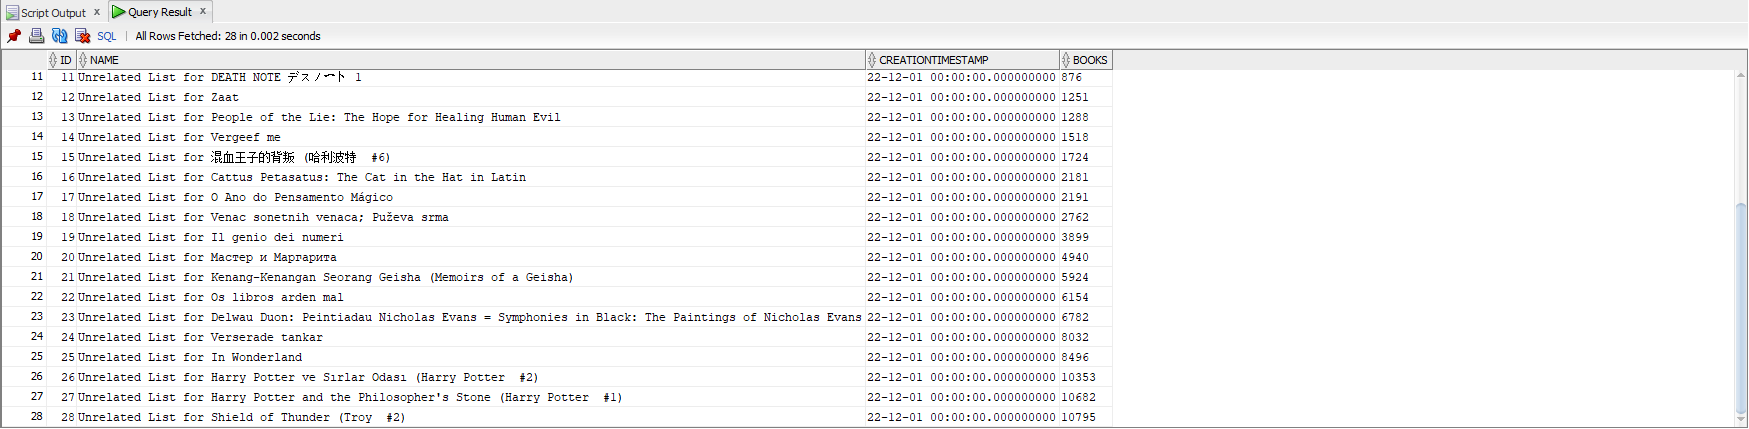 Script Output x Query Result x
SQL | All Rows Fetched: 28 in 0.002 seconds
ID NAME CREATIONTIMESTAMP BOOKS
11 11 Unrelated List for DEATH NOTE デスノート 1 22-12-01 00:00:00.000000000 876
12 12 Unrelated List for Zaat 22-12-01 00:00:00.000000000 1251
13 13 Unrelated List for People of the Lie: The Hope for Healing Human Evil 22-12-01 00:00:00.000000000 1288
14 14 Unrelated List for Vergeef me 22-12-01 00:00:00.000000000 1518
15 15 Unrelated List for 混血王子的背叛 (哈利波特 #6) 22-12-01 00:00:00.000000000 1724
16 16 Unrelated List for Cattus Petasatus: The Cat in the Hat in Latin 22-12-01 00:00:00.000000000 2181
17 17 Unrelated List for O Ano do Pensamento Mágico 22-12-01 00:00:00.000000000 2191
18 18 Unrelated List for Venac sonetnih venaca; Puževa srma 22-12-01 00:00:00.000000000 2762
19 19 Unrelated List for Il genio dei numeri 22-12-01 00:00:00.000000000 3899
20 20 Unrelated List for Мастер и Маргарита 22-12-01 00:00:00.000000000 4940
21 21 Unrelated List for Kenang-Kenangan Seorang Geisha (Memoirs of a Geisha) 22-12-01 00:00:00.000000000 5924
22 22 Unrelated List for Os libros arden mal 22-12-01 00:00:00.000000000 6154
23 23 Unrelated List for Delwau Duon: Peintiadau Nicholas Evans = Symphonies in Black: The Paintings of Nicholas Evans 22-12-01 00:00:00.000000000 6782
24 24 Unrelated List for Verserade tankar 22-12-01 00:00:00.000000000 8032
25 25 Unrelated List for In Wonderland 22-12-01 00:00:00.000000000 8496
26 26 Unrelated List for Harry Potter ve Sırlar Odası (Harry Potter #2) 22-12-01 00:00:00.000000000 10353
27 27 Unrelated List for Harry Potter and the Philosopher's Stone (Harry Potter #1) 22-12-01 00:00:00.000000000 10682
28 28 Unrelated List for Shield of Thunder (Troy #2) 22-12-01 00:00:00.000000000 10795